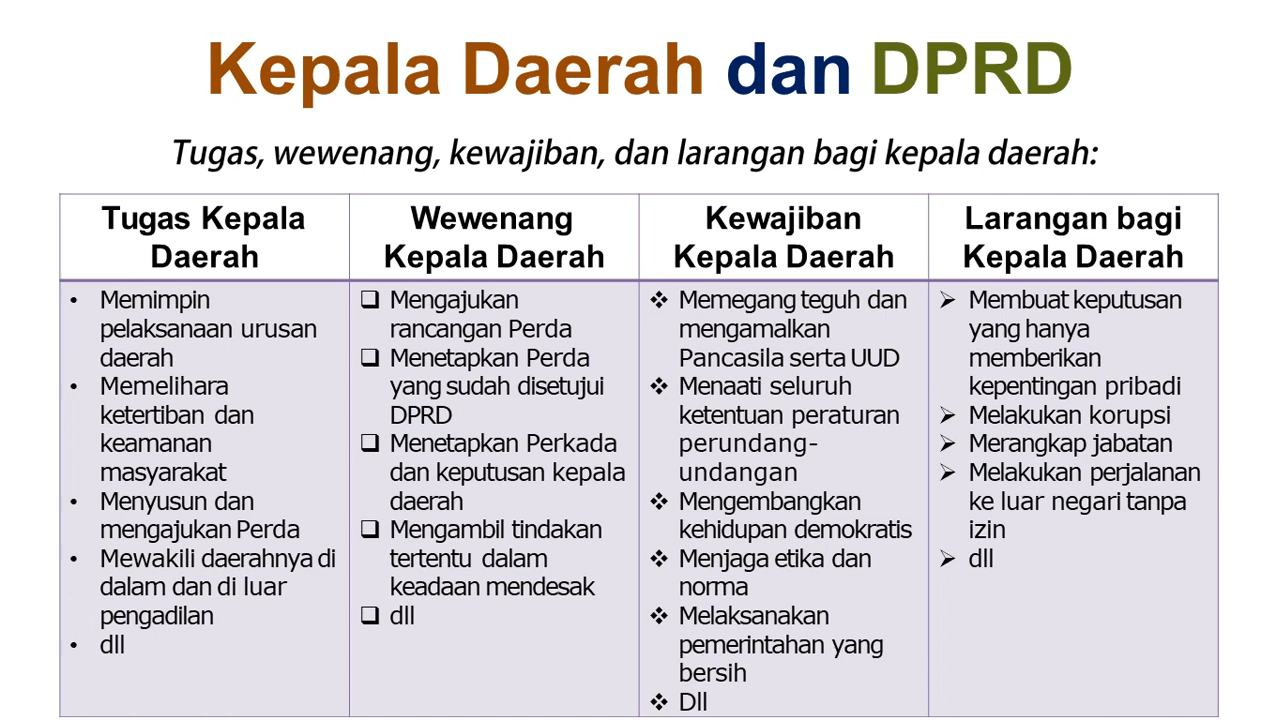 Kepala Daerah dan DPRD
Tugas, wewenang, kewajiban, dan larangan bagi kepala daerah:
Tugas Kepala
Daerah
Wewenang
Kepala Daerah
Kewajiban
Kepala Daerah
Larangan bagi
Kepala Daerah
• Memimpin
pelaksanaan urusan
daerah
• Memelihara
ketertiban dan
keamanan
masyarakat
• Menyusun dan
mengajukan Perda
• Mewakili daerahnya di
dalam dan di luar
pengadilan
• dll
❑ Mengajukan
rancangan Perda
❑ Menetapkan Perda
yang sudah disetujui
DPRD
❑ Menetapkan Perkada
dan keputusan kepala
daerah
❑ Mengambil tindakan
tertentu dalam
keadaan mendesak
❑ dll
❖ Memegang teguh dan
mengamalkan
Pancasila serta UUD
❖ Menaati seluruh
ketentuan peraturan
perundang-
undangan
❖ Mengembangkan
kehidupan demokratis
❖ Menjaga etika dan
norma
❖ Melaksanakan
pemerintahan yang
bersih
❖ Dll
➢ Membuat keputusan
yang hanya
memberikan
kepentingan pribadi
➢ Melakukan korupsi
➢ Merangkap jabatan
➢ Melakukan perjalanan
ke luar negari tanpa
izin
➢ dll